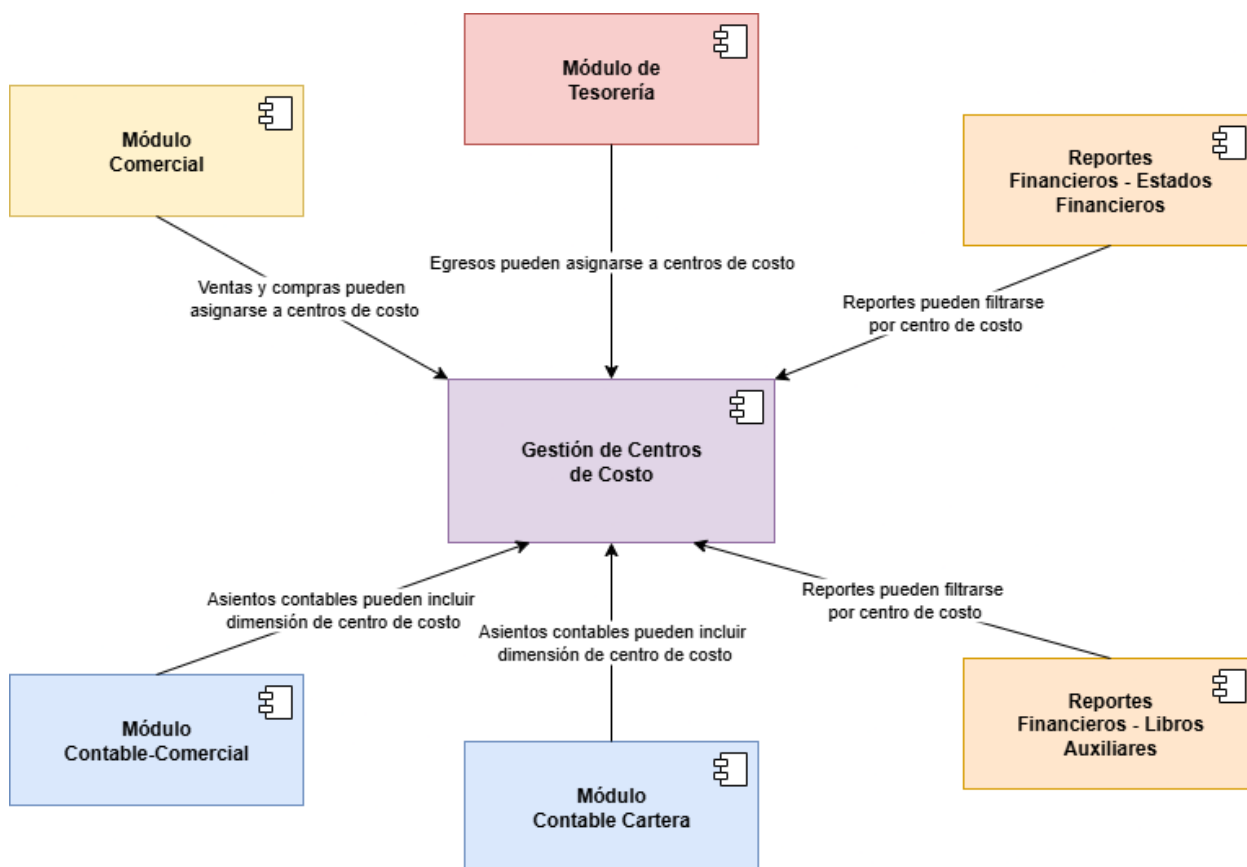 Módulo de
Tesorería
Módulo
Comercial
Reportes
Financieros - Estados
Financieros
Egresos pueden asignarse a centros de costo
Ventas y compras pueden
asignarse a centros de costo
Reportes pueden filtrarse
por centro de costo
Gestión de Centros
de Costo
Asientos contables pueden incluir
dimensión de centro de costo
Asientos contables pueden incluir
dimensión de centro de costo
Reportes pueden filtrarse
por centro de costo
Módulo
Contable-Comercial
Módulo
Contable Cartera
Reportes
Financieros - Libros
Auxiliares